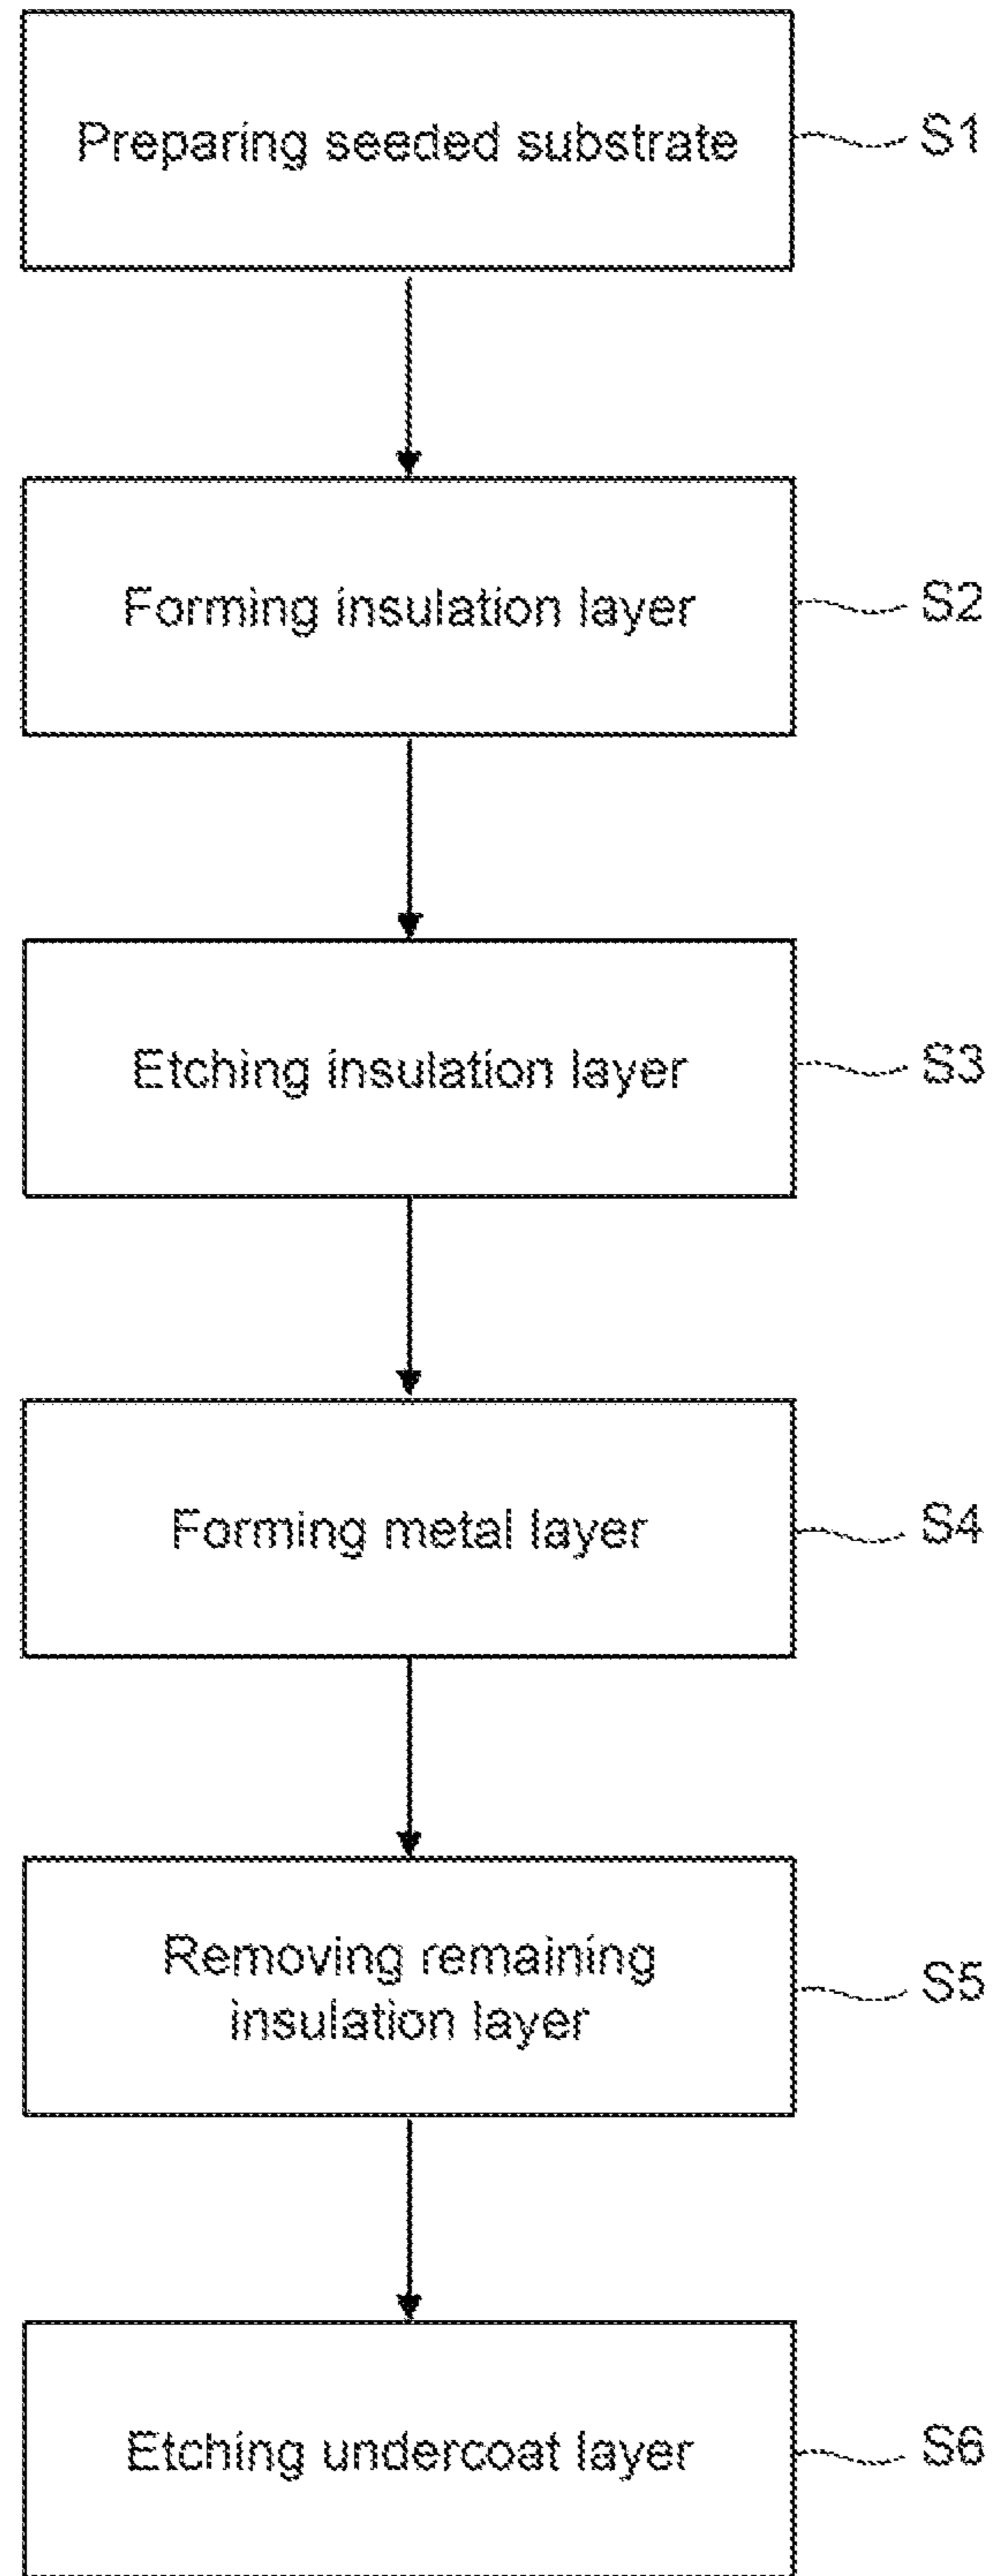 Preparing seeded substrate
S1
Forming insulation layer
S2
Etching insulation layer
S3
Forming metal layer
S4
Removing remaining
insulation layer
S5
Etching undercoat layer
S6